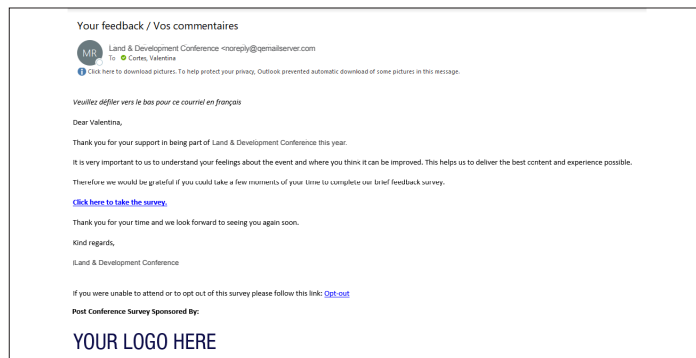 Your feedback / Vos commentaires
MR
Land & Development Conference <noreply@qemailserver.com
To Cortes, Valentina
Click here to download pictures. To help protect your privacy, Outlook prevented automatic download of some pictures in this message.
Veuillez défiler vers le bas pour ce courriel en français
Dear Valentina,
Thank you for your support in being part of Land & Development Conference this year.
It is very important to us to understand your feelings about the event and where you think it can be improved. This helps us to deliver the best content and experience possible.
Therefore we would be grateful if you could take a few moments of your time to complete our brief feedback survey.
Click here to take the survey.
Thank you for your time and we look forward to seeing you again soon.
Kind regards,
Land & Development Conference
If you were unable to attend or to opt out of this survey please follow this link: Opt-out
Post Conference Survey Sponsored By:
YOUR LOGO HERE